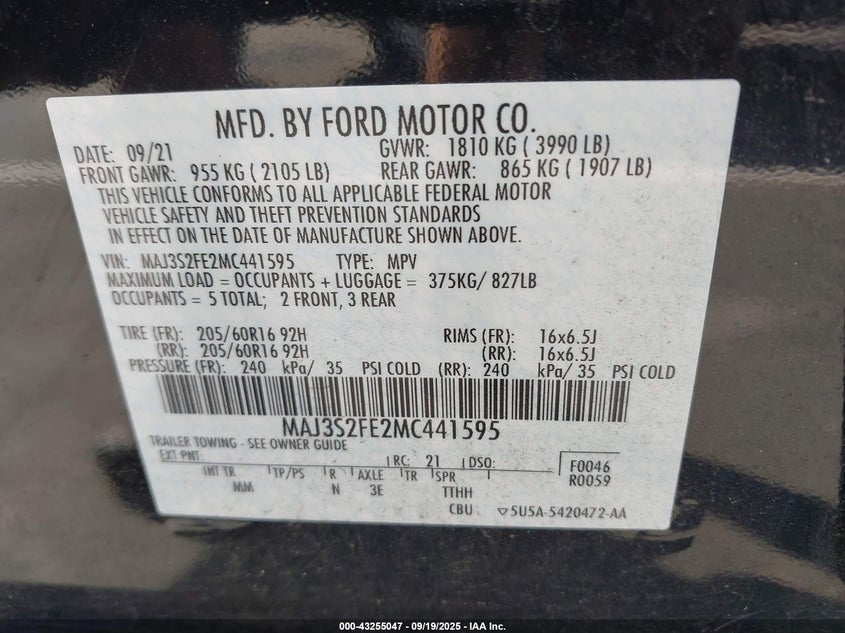 MFD. BY FORD MOTOR CO.
DATE: 09/21 GVWR: 1810 KG ( 3990 LB)
FRONT GAWR: 955 KG ( 2105 LB) REAR GAWR: 865 KG ( 1907 LB)
THIS VEHICLE CONFORMS TO ALL APPLICABLE FEDERAL MOTOR
VEHICLE SAFETY AND THEFT PREVENTION STANDARDS
IN EFFECT ON THE DATE OF MANUFACTURE SHOWN ABOVE.
VIN: MAJ3S2FE2MC441595 TYPE: MPV
MAXIMUM LOAD = OCCUPANTS + LUGGAGE = 375KG/ 827LB
OCCUPANTS = 5 TOTAL; 2 FRONT, 3 REAR
TIRE (FR): 205/60R16 92H RIMS (FR): 16x6.5J
(RR): 205/60R16 92H (RR): 16x6.5J
PRESSURE (FR): 240 kPa/ 35 PSI COLD (RR): 240 kPa/ 35 PSI COLD
MAJ3S2FE2MC441595
TRAILER TOWING - SEE OWNER GUIDE
EXT PNT: RC: 21 DSO: F0046
INT TR TP/PS R AXLE TR SPR R0059
MM N 3E TTHH
CBU 5U5A-5420472-AA
000-43255047 - 09/19/2025 - IAA Inc.